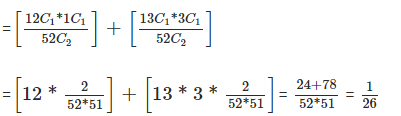 = [ 12C₁*1C₁ / 52C₂ ] + [ 13C₁*3C₁ / 52C₂ ]
= [ 12 * 2 / 52*51 ] + [ 13 * 3 * 2 / 52*51 ] = 24+78 / 52*51 = 1 / 26